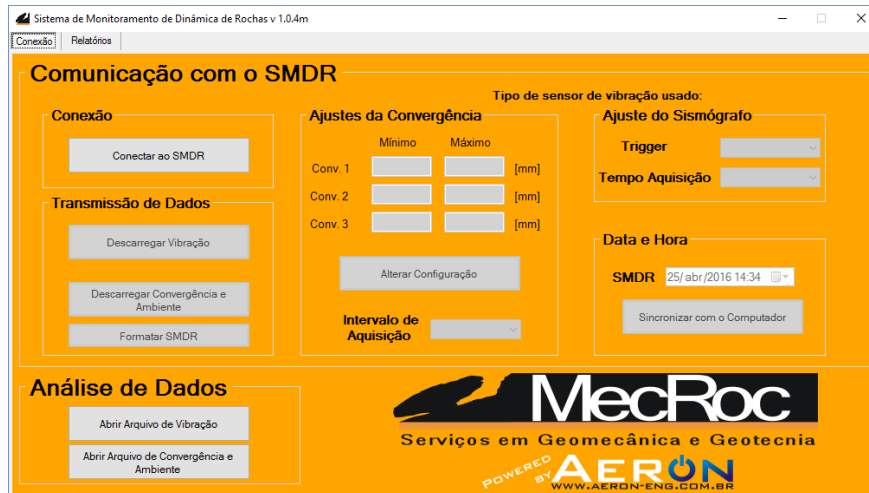 Sistema de Monitoramento de Dinâmica de Rochas v 1.0.4m
Conexão
Relatórios
Comunicação com o SMDR
Tipo de sensor de vibração usado:
Conexão
Conectar ao SMDR
Transmissão de Dados
Descarregar Vibração
Descarregar Convergência e
Ambiente
Formatar SMDR
Ajustes da Convergência
Mínimo Máximo
Conv. 1 [mm]
Conv. 2 [mm]
Conv. 3 [mm]
Alterar Configuração
Intervalo de
Aquisição
Ajuste do Sismógrafo
Trigger
Tempo Aquisição
Data e Hora
SMDR 25/abr/2016 14:34
Sincronizar com o Computador
Análise de Dados
Abrir Arquivo de Vibração
Abrir Arquivo de Convergência e
Ambiente
MecRoc
Serviços em Geomecânica e Geotecnia
POWERED
BY AERON
WWW.AERON-ENG.COM.BR